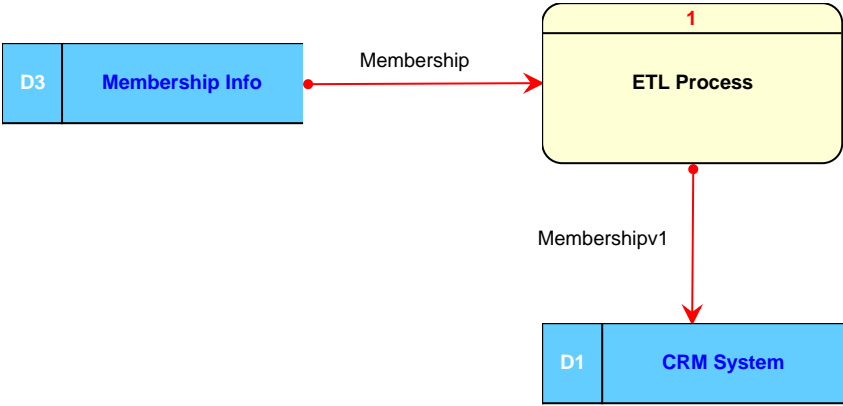 1
Membership
D3
Membership Info
ETL Process
Membershipv1
D1
CRM System